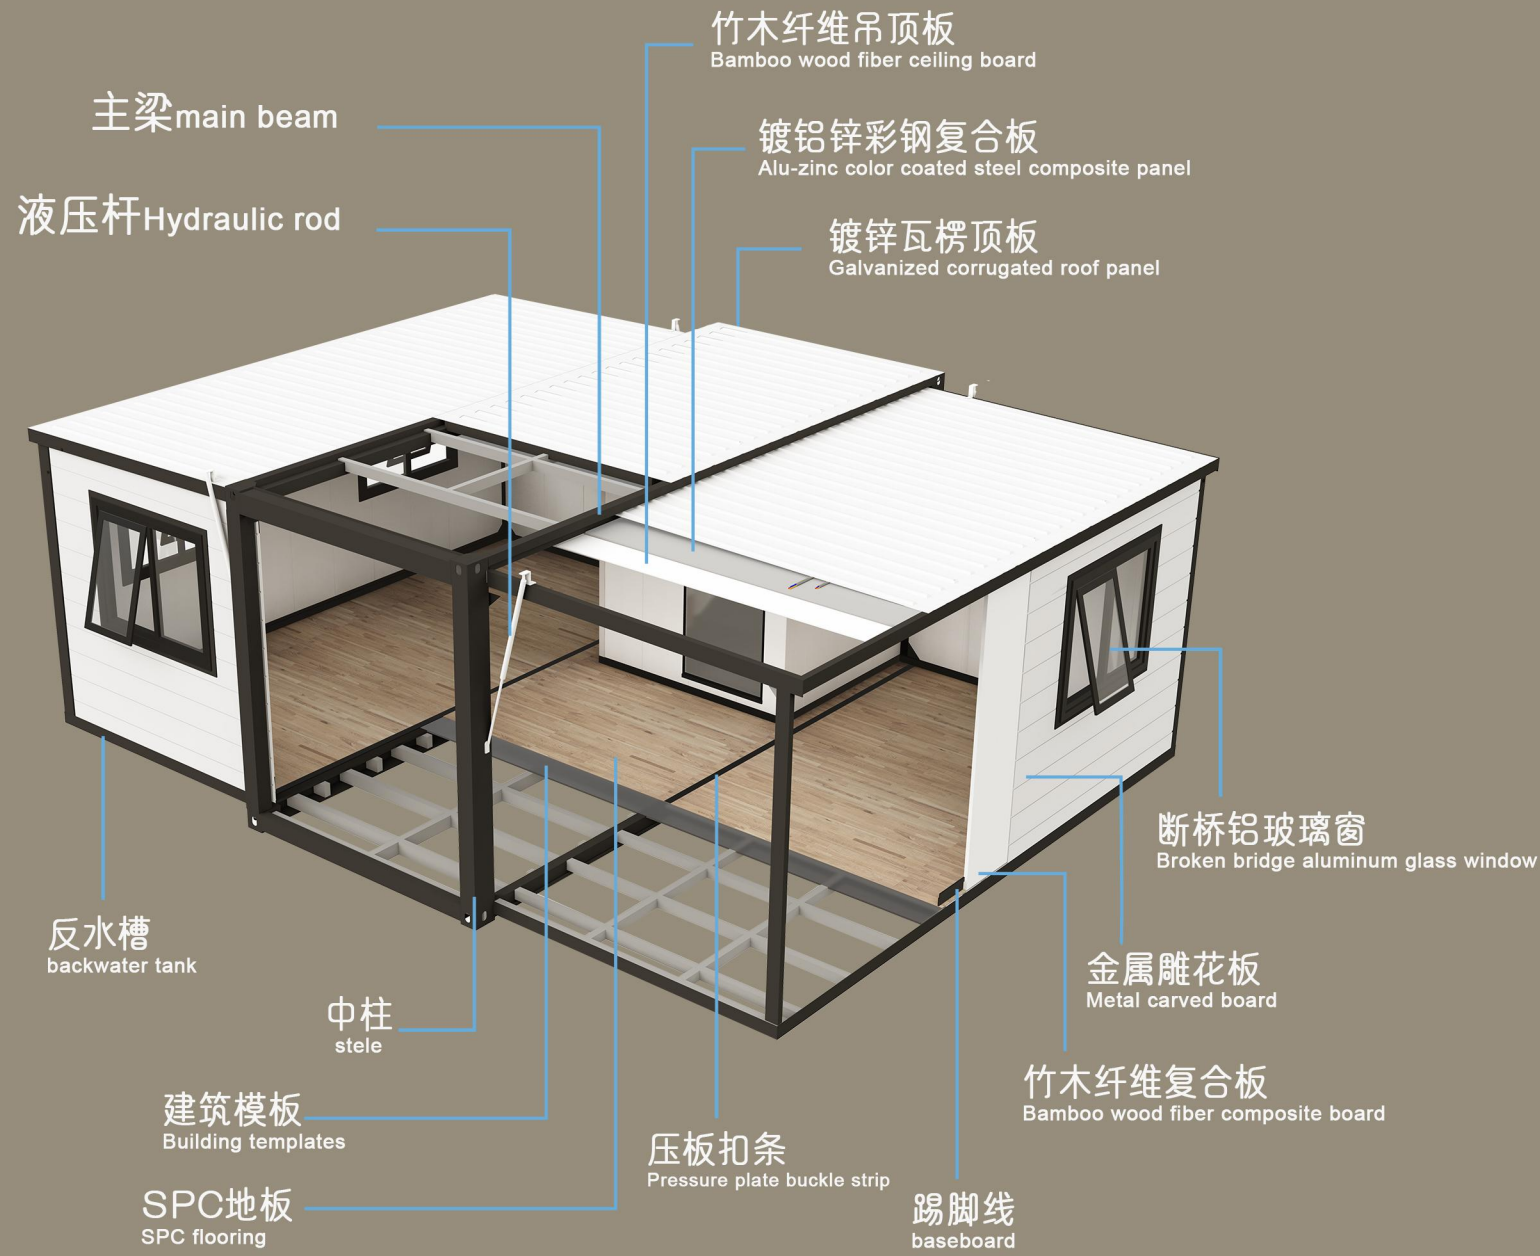 竹木纤维吊顶板
Bamboo wood fiber ceiling board
主梁main beam
镀铝锌彩钢复合板
Alu-zinc color coated steel composite panel
液压杆Hydraulic rod
镀锌瓦楞顶板
Galvanized corrugated roof panel
断桥铝玻璃窗
Broken bridge aluminum glass window
反水槽
backwater tank
金属雕花板
Metal carved board
中柱
stele
竹木纤维复合板
Bamboo wood fiber composite board
建筑模板
Building templates
压板扣条
Pressure plate buckle strip
SPC地板
SPC flooring
踢脚线
baseboard